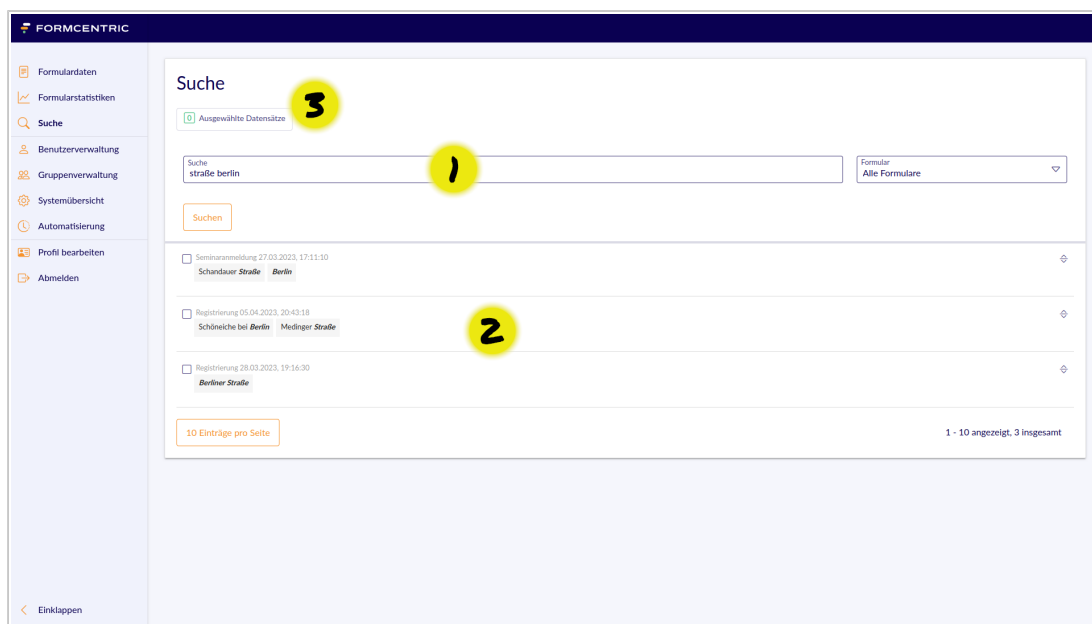 FORMCENTRIC
Formulardaten
Formularstatistiken
Suche
Benutzerverwaltung
Gruppenverwaltung
Systemübersicht
Automatisierung
Profil bearbeiten
Abmelden
Einklappen
Suche
3
0 Ausgewählte Datensätze
Suche
straße berlin
1
Formular
Alle Formulare
Suchen
Seminaranmeldung 27.03.2023, 17:11:10
Schandauer Straße Berlin
Registrierung 05.04.2023, 20:43:18
Schöneiche bei Berlin Medinger Straße
2
Registrierung 28.03.2023, 19:16:30
Berliner Straße
10 Einträge pro Seite
1 - 10 angezeigt, 3 insgesamt